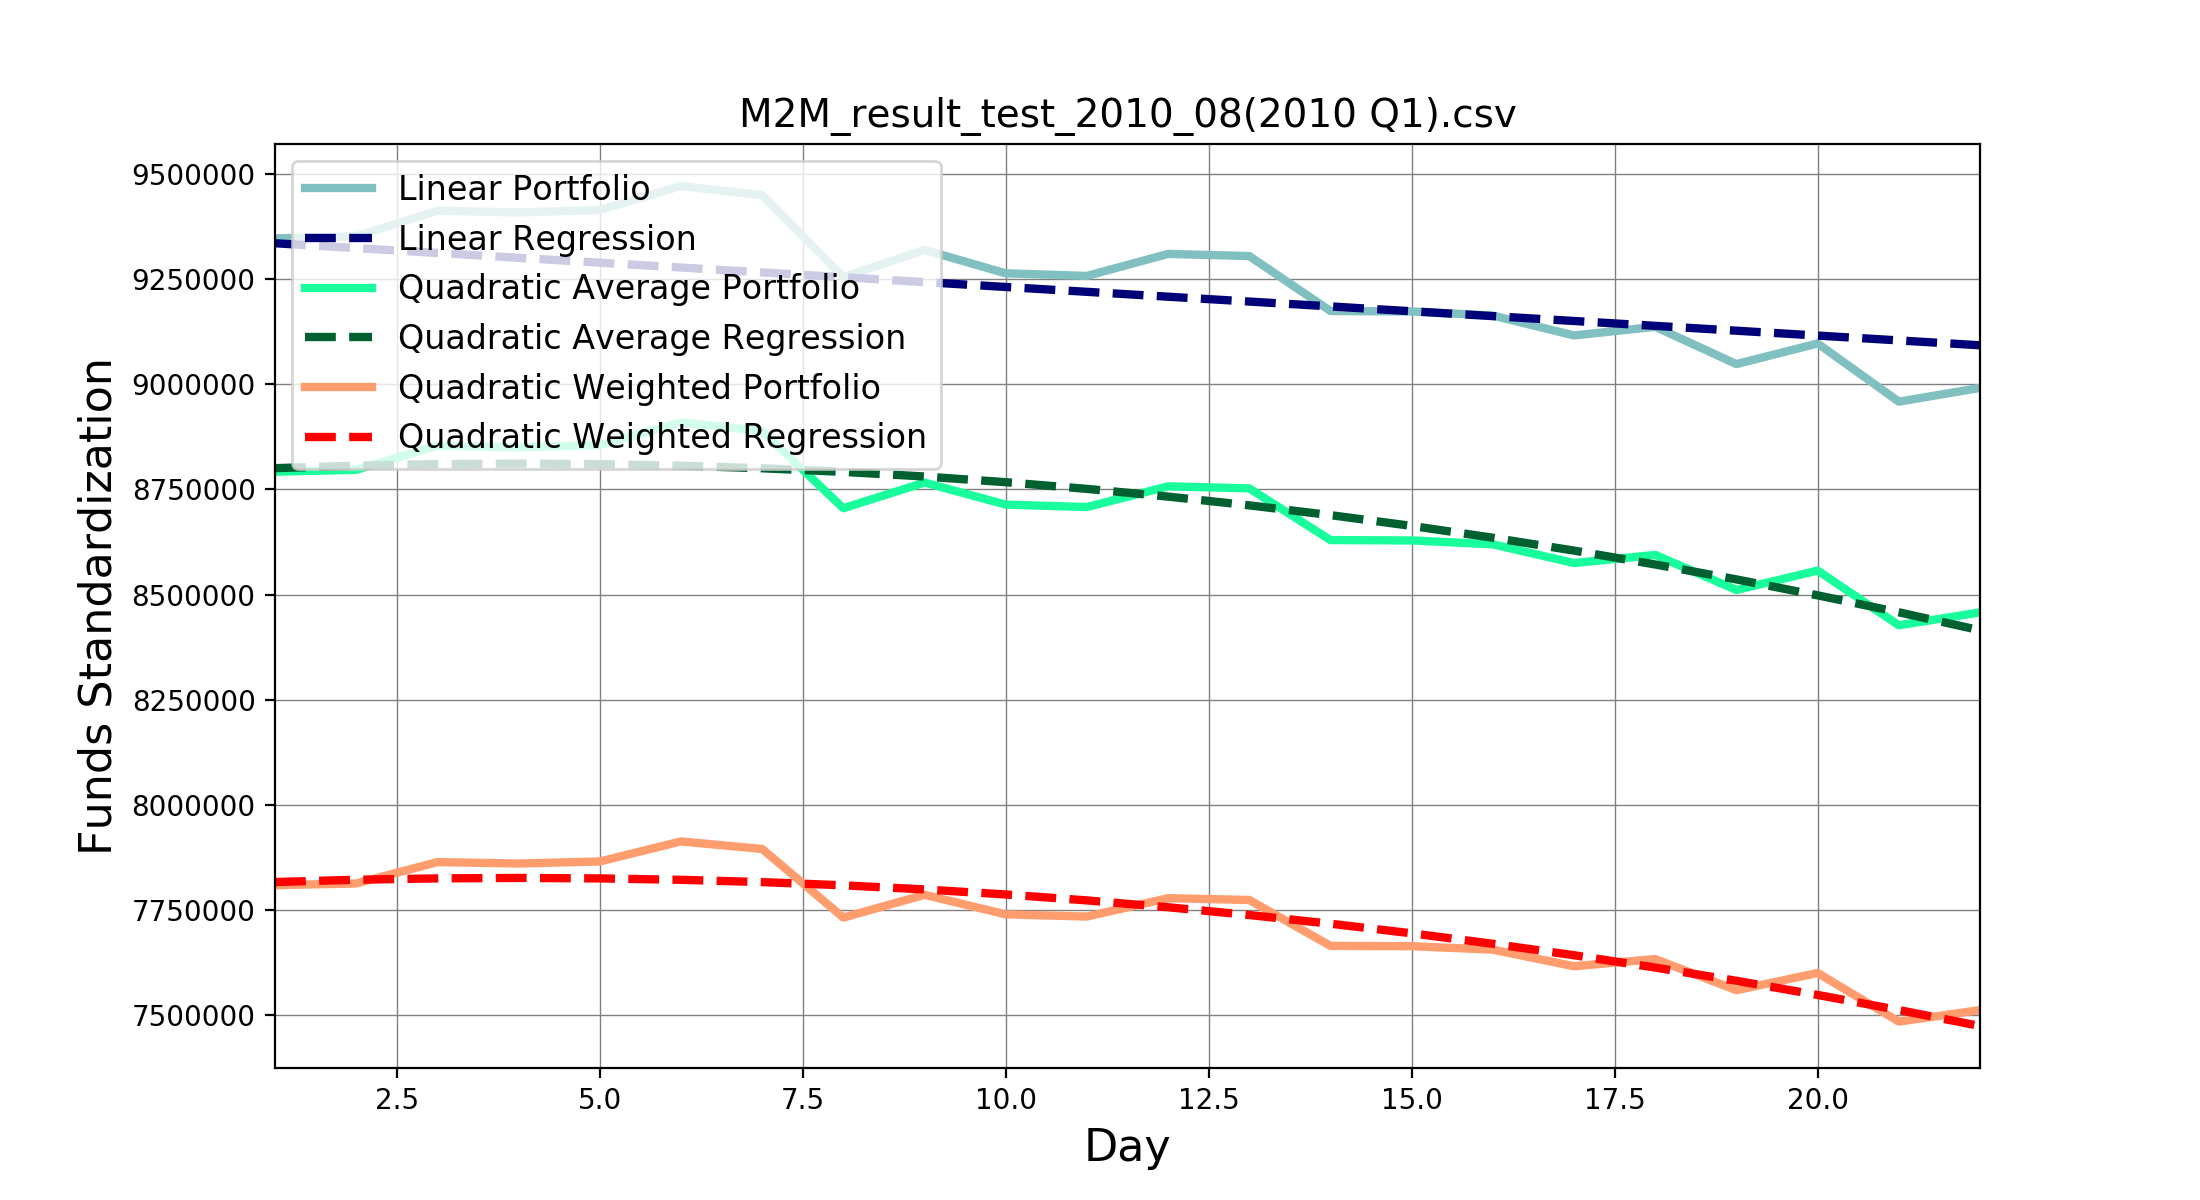 M2M_result_test_2010_08(2010 Q1).csv
Linear Portfolio
Linear Regression
Quadratic Average Portfolio
Quadratic Average Regression
Quadratic Weighted Portfolio
Quadratic Weighted Regression
Funds Standardization
9500000
9250000
9000000
8750000
8500000
8250000
8000000
7750000
7500000
2.5 5.0 7.5 10.0 12.5 15.0 17.5 20.0
Day